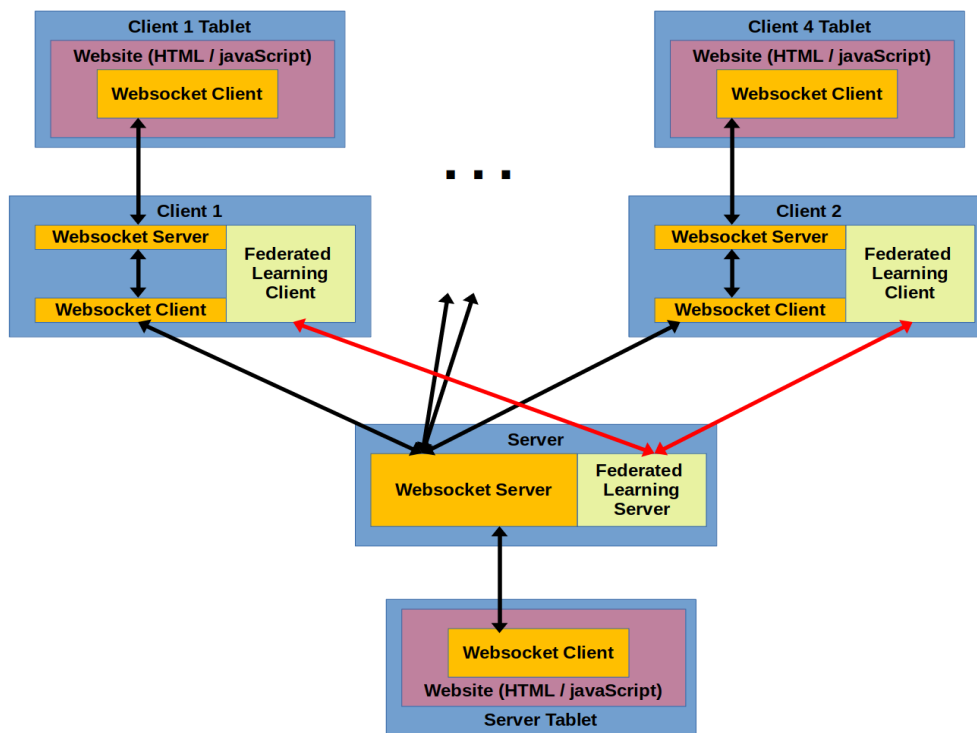 Client 1 Tablet
Website (HTML / javaScript)
Websocket Client
Client 4 Tablet
Website (HTML / javaScript)
Websocket Client
. . .
Client 1
Websocket Server
Federated
Learning
Client
Websocket Client
Client 2
Websocket Server
Federated
Learning
Client
Websocket Client
Server
Websocket Server
Federated
Learning
Server
Websocket Client
Website (HTML / javaScript)
Server Tablet